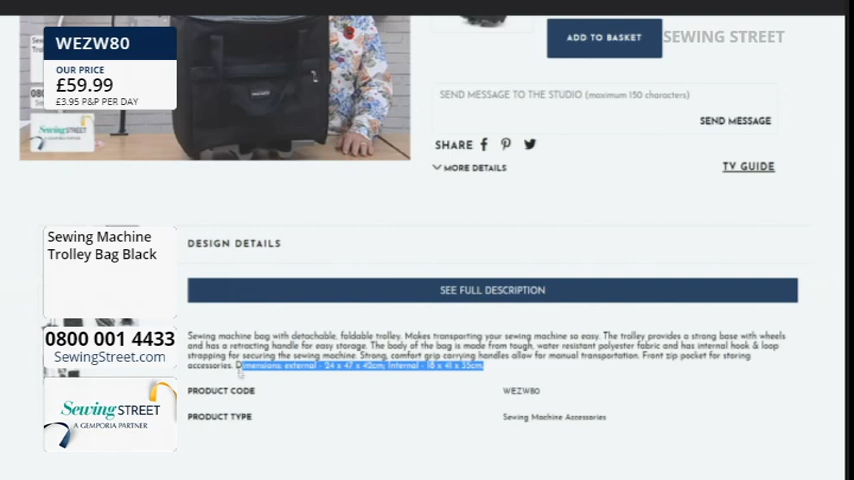 WEZW80
OUR PRICE
£59.99
£3.95 P&P PER DAY
Sewing STREET
A GEMPORIA PARTNER
ADD TO BASKET
SEWING STREET
SEND MESSAGE TO THE STUDIO (maximum 150 characters)
SEND MESSAGE
SHARE
MORE DETAILS
TV GUIDE
Sewing Machine
Trolley Bag Black
0800 001 4433
SewingStreet.com
Sewing STREET
A GEMPORIA PARTNER
DESIGN DETAILS
SEE FULL DESCRIPTION
Sewing machine bag with detachable, foldable trolley. Makes transporting your sewing machine so easy. The trolley provides a strong base with wheels
and has a retracting handle for easy storage. The body of the bag is made from tough, water resistant polyester fabric and has internal hook & loop
strapping for securing the sewing machine. Strong, comfort grip carrying handles allow for manual transportation. Front zip pocket for storing
accessories. Dimensions: external - 24 x 47 x 42cm; Internal - 18 x 41 x 35cm;
PRODUCT CODE WEZW80
PRODUCT TYPE Sewing Machine Accessories